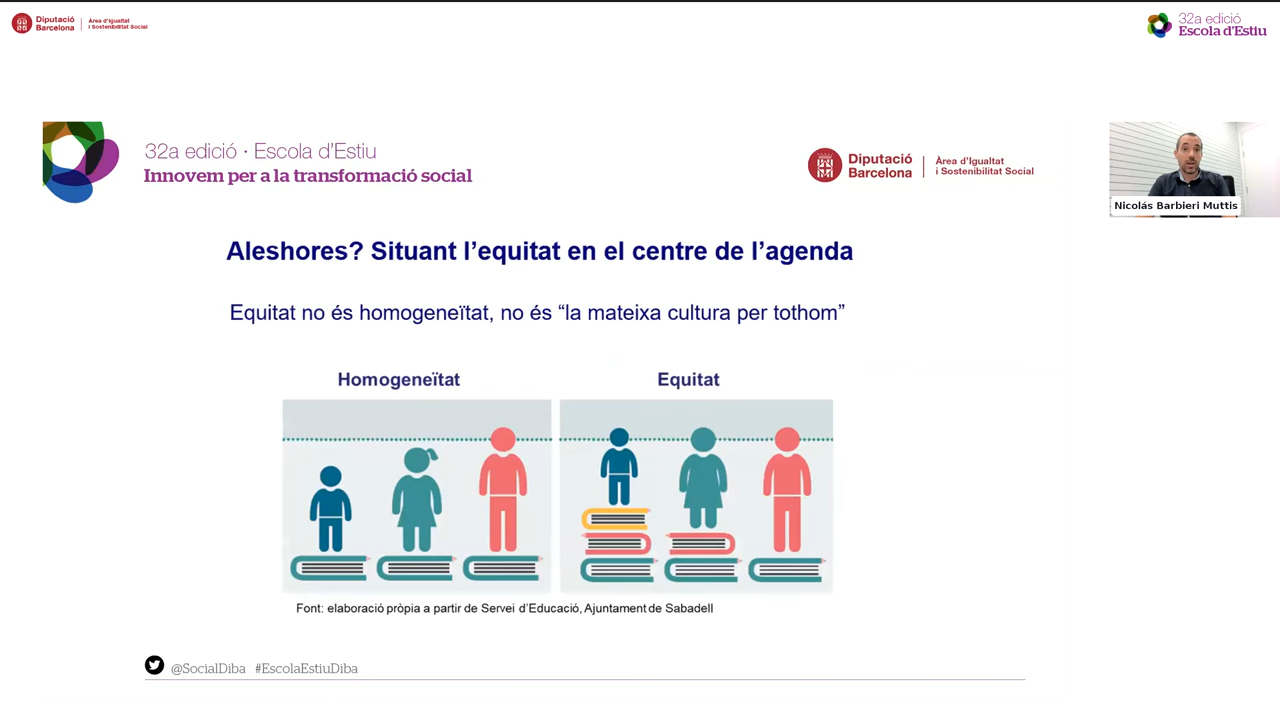 Diputació
Barcelona
Àrea d'Igualtat
i Sostenibilitat Social
32a edició
Escola d'Estiu
32a edició · Escola d'Estiu
Innovem per a la transformació social
Diputació
Barcelona
Àrea d'Igualtat
i Sostenibilitat Social
Nicolás Barbieri Muttis
Aleshores? Situant l'equitat en el centre de l'agenda
Equitat no és homogeneïtat, no és “la mateixa cultura per tothom”
Homogeneïtat
Equitat
Font: elaboració pròpia a partir de Servei d'Educació, Ajuntament de Sabadell
@SocialDiba #EscolaEstiuDiba